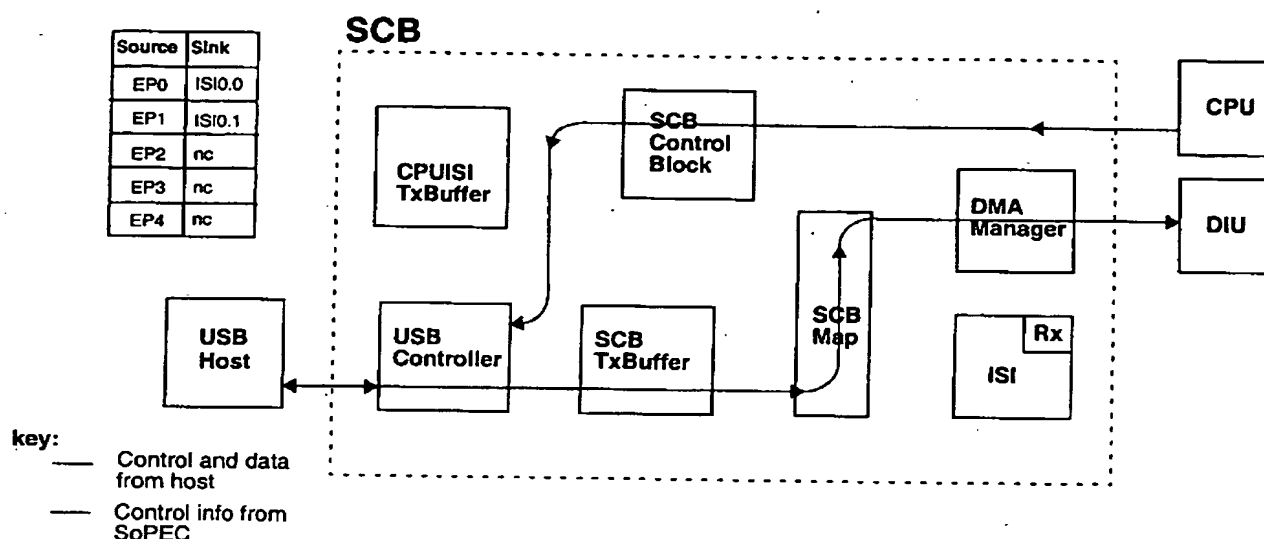 SCB
Source Sink
EP0 ISI0.0
EP1 ISI0.1
EP2 nc
EP3 nc
EP4 nc
CPUISI
TxBuffer
SCB
Control
Block
CPU
DMA
Manager
DIU
USB
Host
USB
Controller
SCB
TxBuffer
SCB
Map
Rx
ISI
key:
Control and data
from host
Control info from
SoPEC